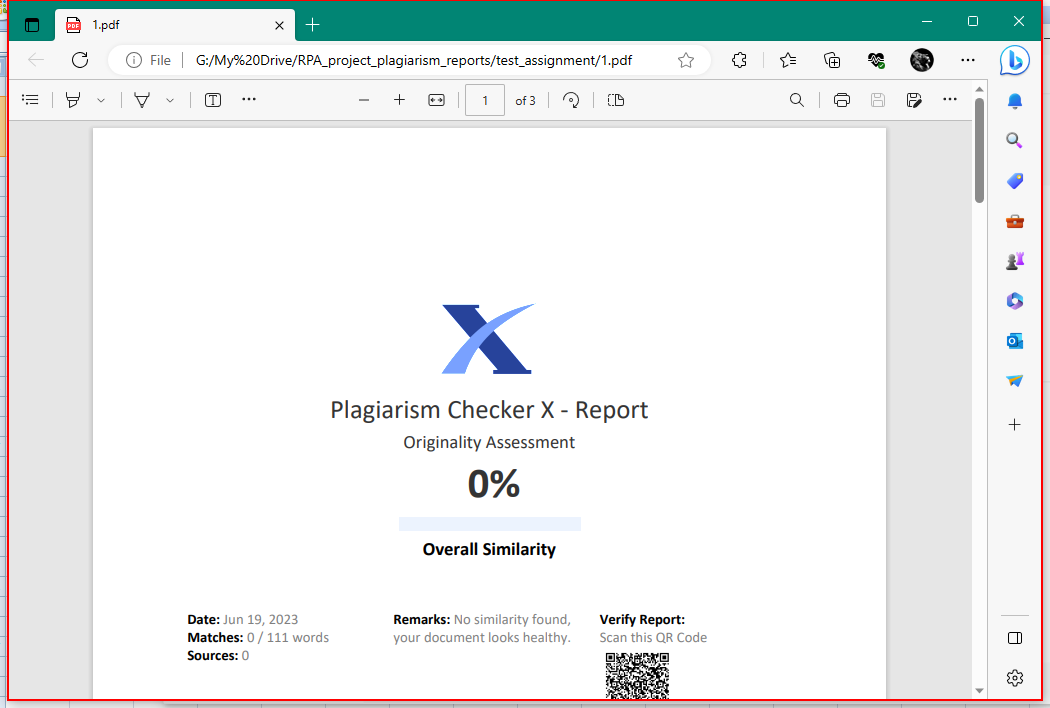 1.pdf
File
G:/My%20Drive/RPA_project_plagiarism_reports/test_assignment/1.pdf
1 of 3
Plagiarism Checker X - Report
Originality Assessment
0%
Overall Similarity
Date: Jun 19, 2023
Matches: 0 / 111 words
Sources: 0
Remarks: No similarity found,
your document looks healthy.
Verify Report:
Scan this QR Code